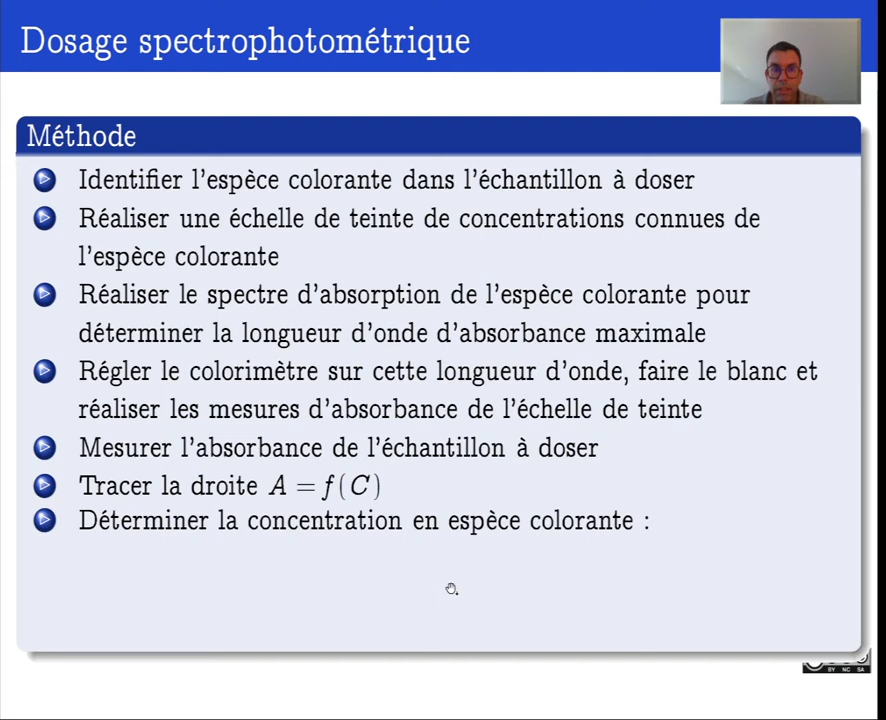 Dosage spectrophotométrique
Méthode
Identifier l'espèce colorante dans l'échantillon à doser
Réaliser une échelle de teinte de concentrations connues de
l'espèce colorante
Réaliser le spectre d'absorption de l'espèce colorante pour
déterminer la longueur d'onde d'absorbance maximale
Régler le colorimètre sur cette longueur d'onde, faire le blanc et
réaliser les mesures d'absorbance de l'échelle de teinte
Mesurer l'absorbance de l'échantillon à doser
Tracer la droite A = f(C)
Déterminer la concentration en espèce colorante :
BY NC SA